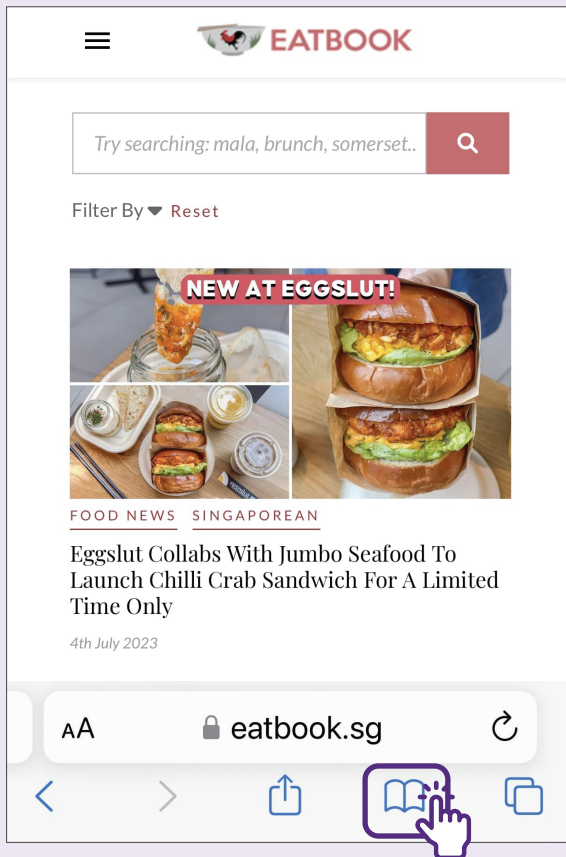 EATBOOK
Try searching: mala, brunch, somerset..
Filter By Reset
NEW AT EGGSLUT!
FOOD NEWS SINGAPOREAN
Eggslut Collabs With Jumbo Seafood To
Launch Chilli Crab Sandwich For A Limited
Time Only
4th July 2023
AA eatbook.sg